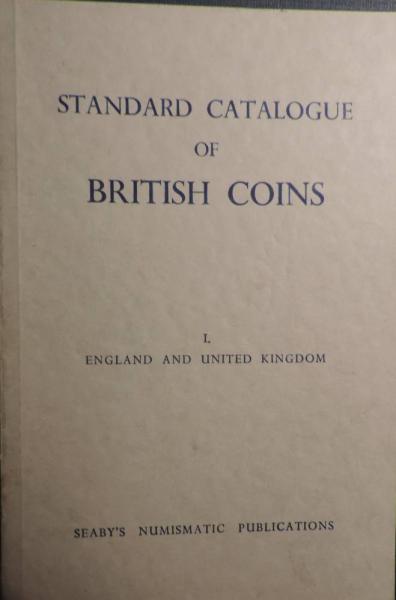 STANDARD CATALOGUE
OF
BRITISH COINS
I.
ENGLAND AND UNITED KINGDOM
SEABY'S NUMISMATIC PUBLICATIONS